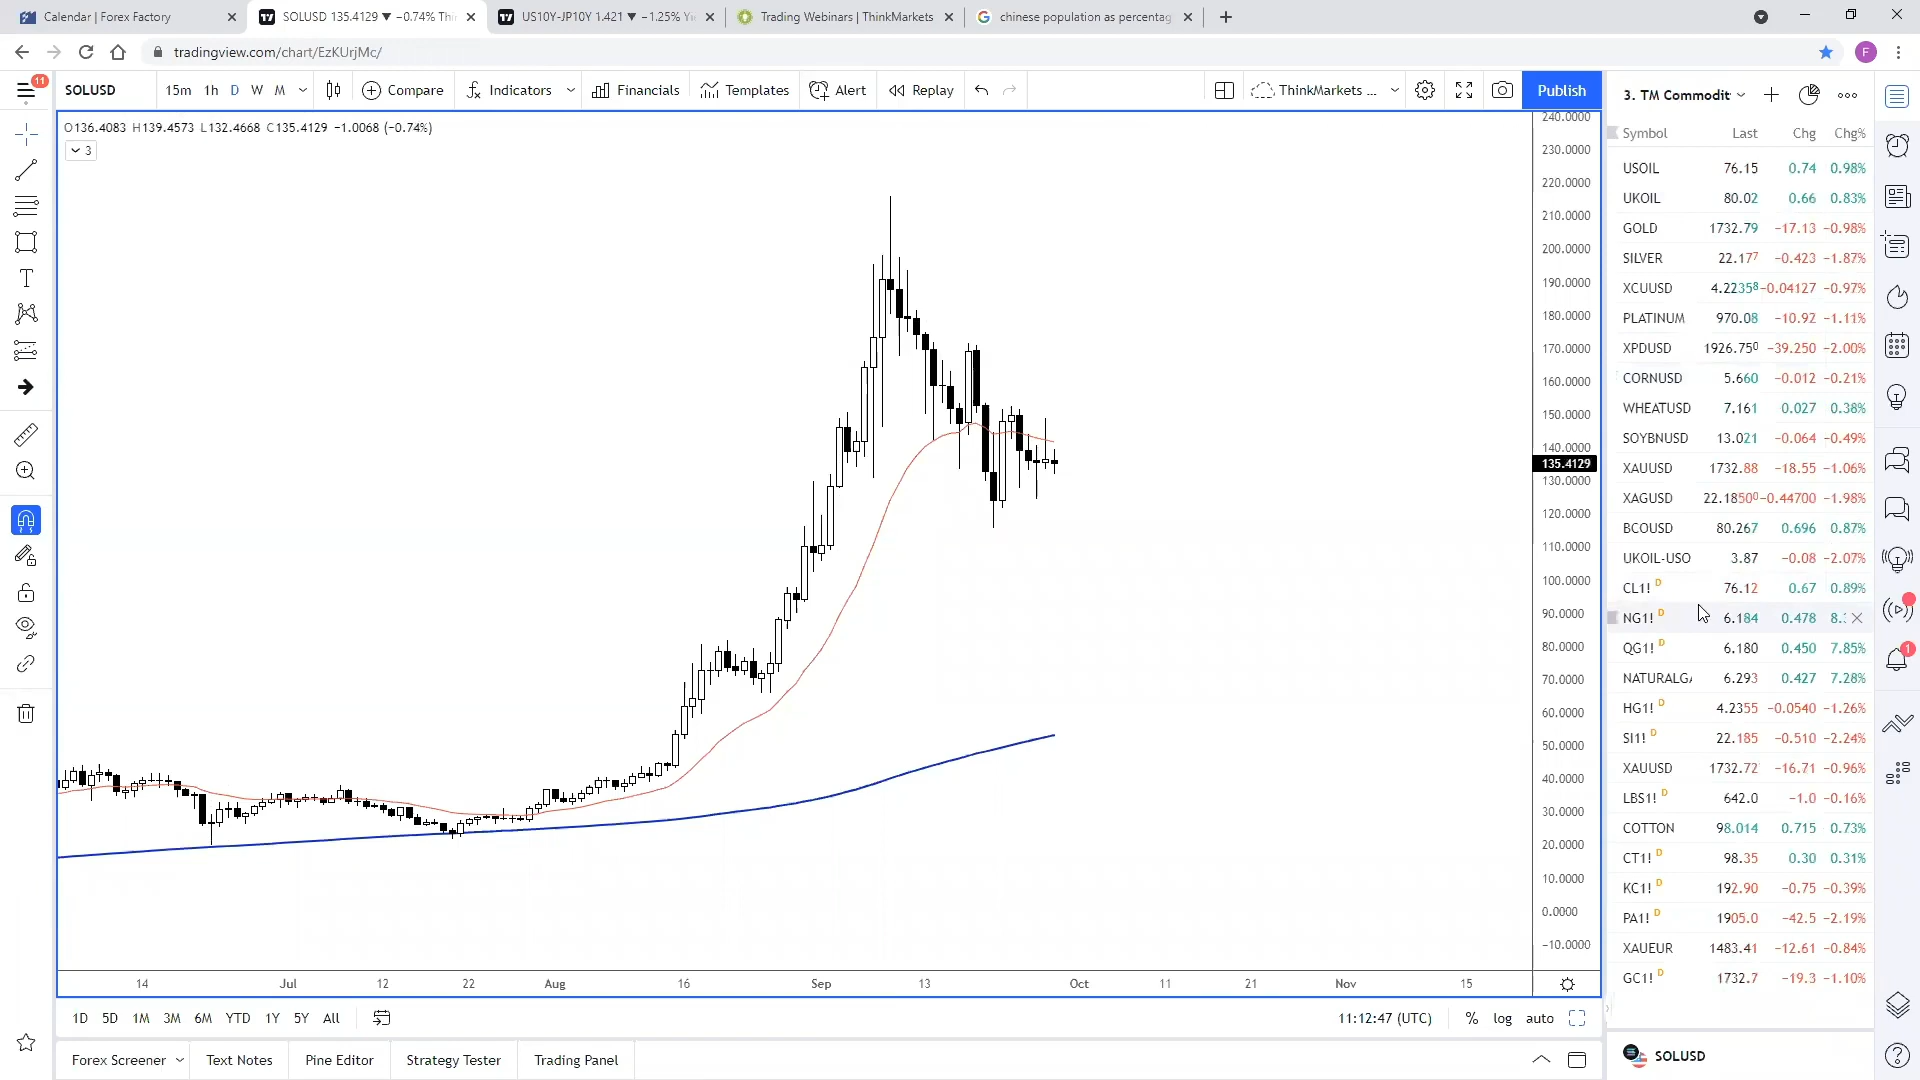 Calendar | Forex Factory
SOLUSD 135.4129 ▼ −0.74% Thi
US10Y-JP10Y 1.421 ▼ −1.25% Yi
Trading Webinars | ThinkMarkets
chinese population as percentag
tradingview.com/chart/EzKUrjMc/
F
11
SOLUSD
15m 1h D W M
Compare
Indicators
Financials
Templates
Alert
Replay
ThinkMarkets ...
Publish
3. TM Commodit
O136.4083 H139.4573 L132.4668 C135.4129 −1.0068 (−0.74%)
3
240.0000
230.0000
220.0000
210.0000
200.0000
190.0000
180.0000
170.0000
160.0000
150.0000
140.0000
135.4129
130.0000
120.0000
110.0000
100.0000
90.0000
80.0000
70.0000
60.0000
50.0000
40.0000
30.0000
20.0000
10.0000
0.0000
−10.0000
14 Jul 12 22 Aug 16 Sep 13 Oct 11 21 Nov 15
Symbol Last Chg Chg%
USOIL 76.15 0.74 0.98%
UKOIL 80.02 0.66 0.83%
GOLD 1732.79 −17.13 −0.98%
SILVER 22.177 −0.423 −1.87%
XCUUSD 4.22358 −0.04127 −0.97%
PLATINUM 970.08 −10.92 −1.11%
XPDUSD 1926.750 −39.250 −2.00%
CORNUSD 5.660 −0.012 −0.21%
WHEATUSD 7.161 0.027 0.38%
SOYBNUSD 13.021 −0.064 −0.49%
XAUUSD 1732.88 −18.55 −1.06%
XAGUSD 22.18500 −0.44700 −1.98%
BCOUSD 80.267 0.696 0.87%
UKOIL-USO 3.87 −0.08 −2.07%
CL1! D 76.12 0.67 0.89%
NG1! D 6.184 0.478 8.
QG1! D 6.180 0.450 7.85%
NATURALGA 6.293 0.427 7.28%
HG1! D 4.2355 −0.0540 −1.26%
SI1! D 22.185 −0.510 −2.24%
XAUUSD 1732.72 −16.71 −0.96%
LBS1! D 642.0 −1.0 −0.16%
COTTON 98.014 0.715 0.73%
CT1! D 98.35 0.30 0.31%
KC1! D 192.90 −0.75 −0.39%
PA1! D 1905.0 −42.5 −2.19%
XAUEUR 1483.41 −12.61 −0.84%
GC1! D 1732.7 −19.3 −1.10%
1
1D 5D 1M 3M 6M YTD 1Y 5Y All
11:12:47 (UTC) % log auto
Forex Screener Text Notes Pine Editor Strategy Tester Trading Panel
SOLUSD